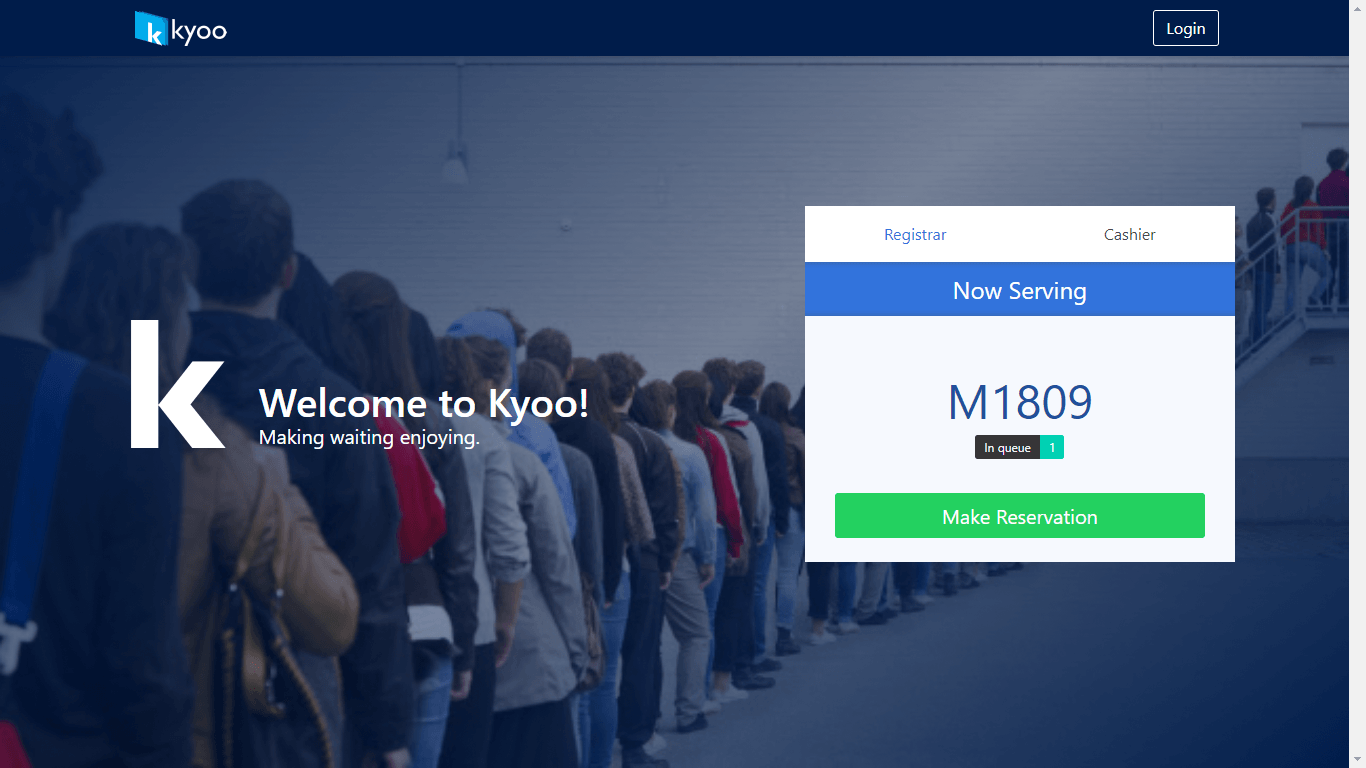 kyoo
Login
Registrar
Cashier
Now Serving
M1809
In queue 1
Make Reservation
k
Welcome to Kyoo!
Making waiting enjoying.